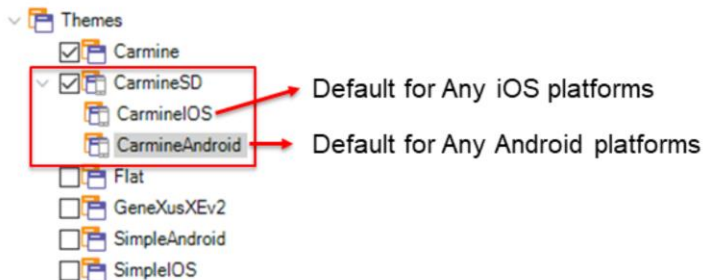 Themes
Carmine
CarmineSD
CarmineIOS
Default for Any iOS platforms
CarmineAndroid
Default for Any Android platforms
Flat
GeneXusXEv2
SimpleAndroid
SimpleIOS